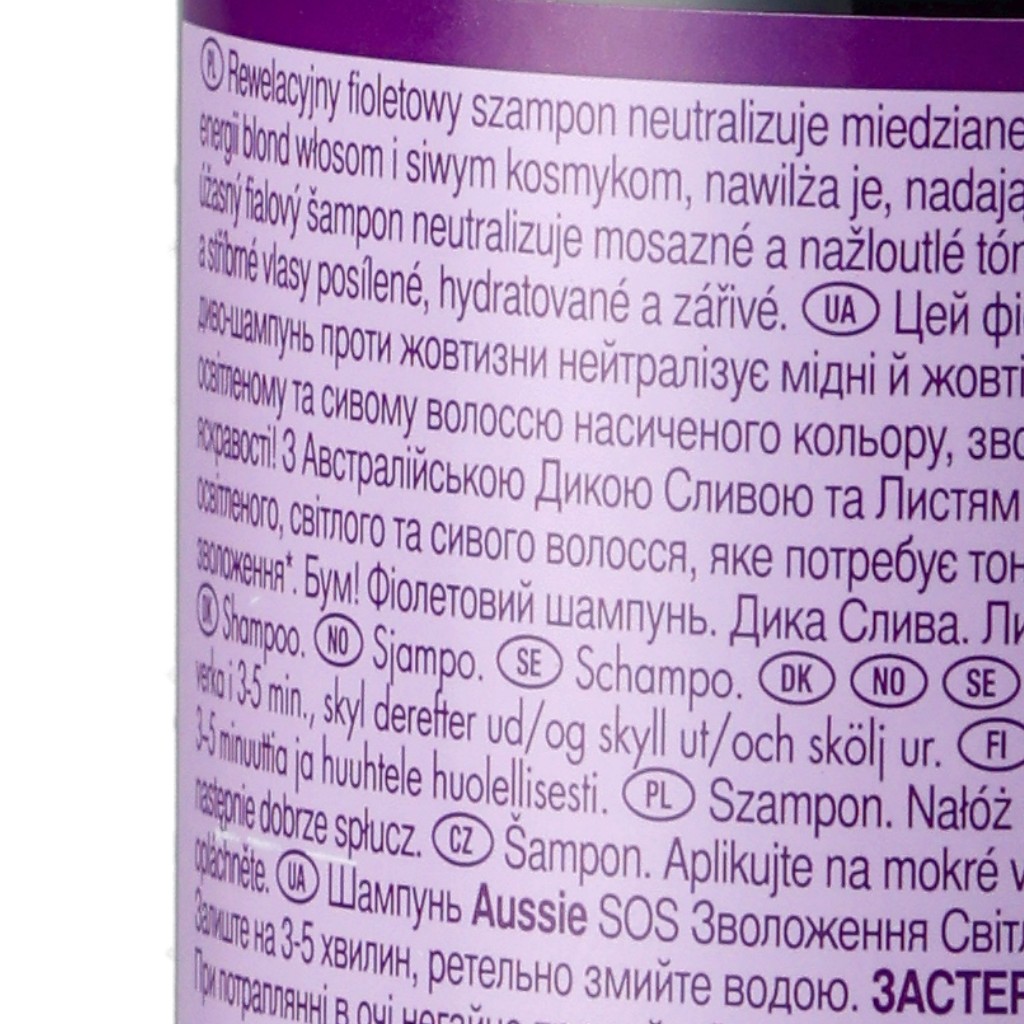 PL Rewelacyjny fioletowy szampon neutralizuje miedziane
energii blond włosom i siwym kosmykom, nawilża je, nadają
Úžasný fialový šampon neutralizuje mosazné a nažloutlé tón
a stříbrné vlasy posílené, hydratované a zářivé. UA Цей фі
диво-шампунь проти жовтизни нейтралізує мідні й жовті
освітленому та сивому волоссю насиченого кольору, зво
яскравості! З Австралійською Дикою Сливою та Листям
освітленого, світлого та сивого волосся, яке потребує тон
зволоження*. Бум! Фіолетовий шампунь. Дика Слива. Ли
DK Shampoo. NO Sjampo. SE Schampo. DK NO SE
virka i 3-5 min., skyl derefter ud/og skyll ut/och skölj ur. FI
3-5 minuuttia ja huuhtele huolellisesti. PL Szampon. Nałóż
następnie dobrze spłucz. CZ Šampon. Aplikujte na mokré v
opláchněte. UA Шампунь Aussie SOS Зволоження Світл
Залиште на 3-5 хвилин, ретельно змийте водою. ЗАСТЕР
При потраплянні в очі негайно